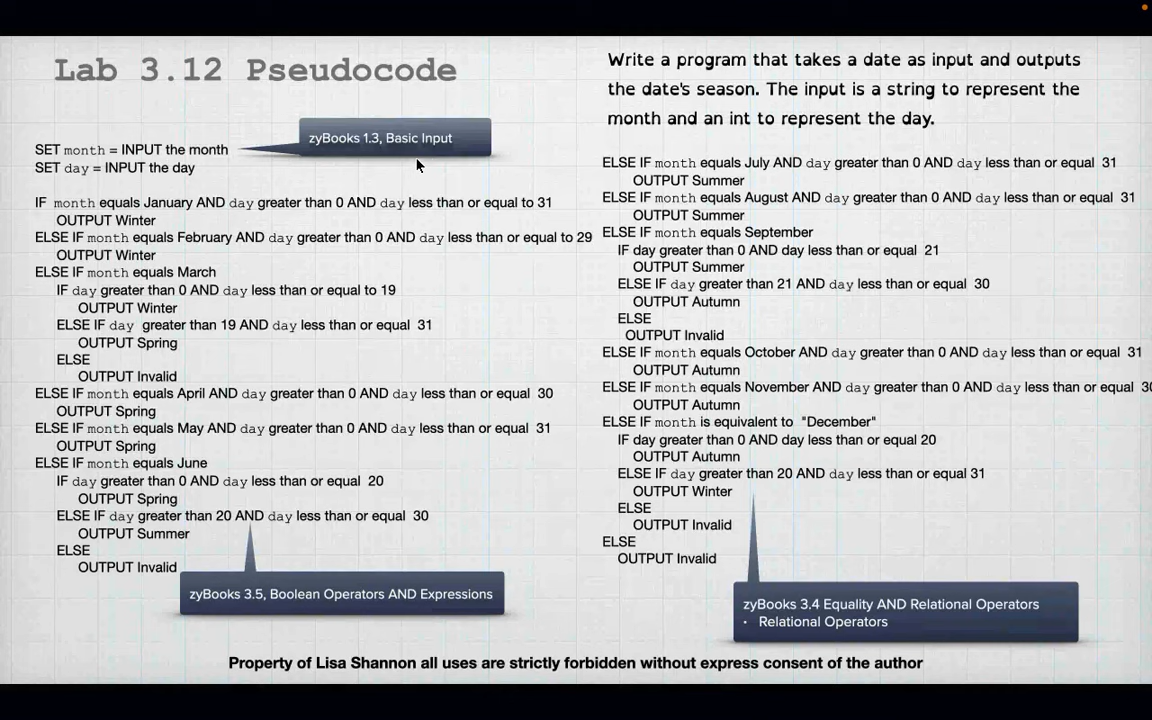 Lab 3.12 Pseudocode
zyBooks 1.3, Basic Input
SET month = INPUT the month
SET day = INPUT the day
IF month equals January AND day greater than 0 AND day less than or equal to 31
OUTPUT Winter
ELSE IF month equals February AND day greater than 0 AND day less than or equal to 29
OUTPUT Winter
ELSE IF month equals March
IF day greater than 0 AND day less than or equal to 19
OUTPUT Winter
ELSE IF day greater than 19 AND day less than or equal 31
OUTPUT Spring
ELSE
OUTPUT Invalid
ELSE IF month equals April AND day greater than 0 AND day less than or equal 30
OUTPUT Spring
ELSE IF month equals May AND day greater than 0 AND day less than or equal 31
OUTPUT Spring
ELSE IF month equals June
IF day greater than 0 AND day less than or equal 20
OUTPUT Spring
ELSE IF day greater than 20 AND day less than or equal 30
OUTPUT Summer
ELSE
OUTPUT Invalid
zyBooks 3.5, Boolean Operators AND Expressions
Write a program that takes a date as input and outputs
the date's season. The input is a string to represent the
month and an int to represent the day.
ELSE IF month equals July AND day greater than 0 AND day less than or equal 31
OUTPUT Summer
ELSE IF month equals August AND day greater than 0 AND day less than or equal 31
OUTPUT Summer
ELSE IF month equals September
IF day greater than 0 AND day less than or equal 21
OUTPUT Summer
ELSE IF day greater than 21 AND day less than or equal 30
OUTPUT Autumn
ELSE
OUTPUT Invalid
ELSE IF month equals October AND day greater than 0 AND day less than or equal 31
OUTPUT Autumn
ELSE IF month equals November AND day greater than 0 AND day less than or equal 30
OUTPUT Autumn
ELSE IF month is equivalent to "December"
IF day greater than 0 AND day less than or equal 20
OUTPUT Autumn
ELSE IF day greater than 20 AND day less than or equal 31
OUTPUT Winter
ELSE
OUTPUT Invalid
ELSE
OUTPUT Invalid
zyBooks 3.4 Equality AND Relational Operators
• Relational Operators
Property of Lisa Shannon all uses are strictly forbidden without express consent of the author